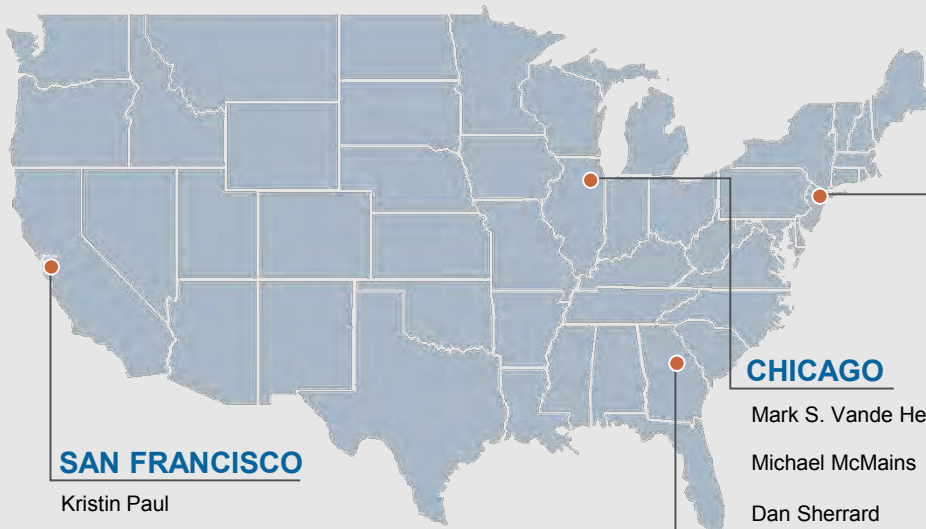 CHICAGO
Mark S. Vande He
Michael McMains
Dan Sherrard
SAN FRANCISCO
Kristin Paul